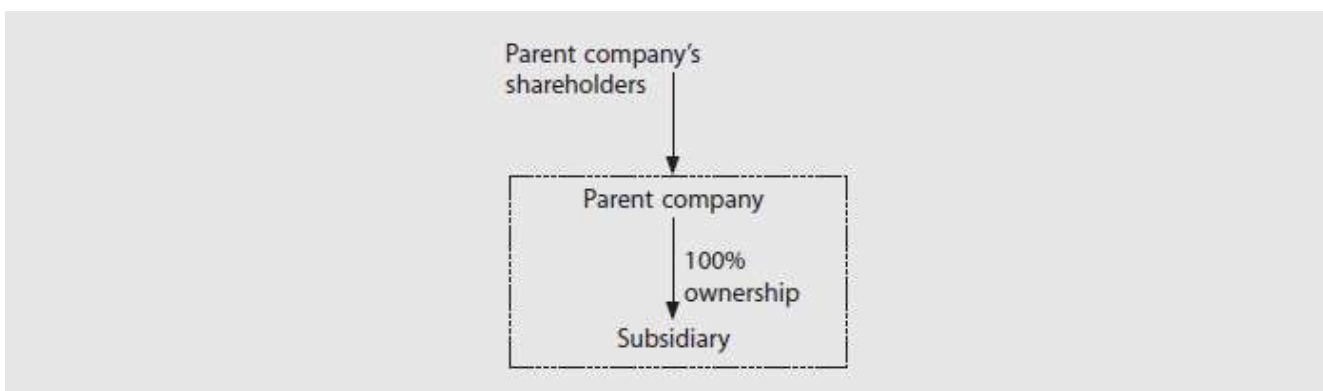 Parent company’s
shareholders
Parent company
100%
ownership
Subsidiary